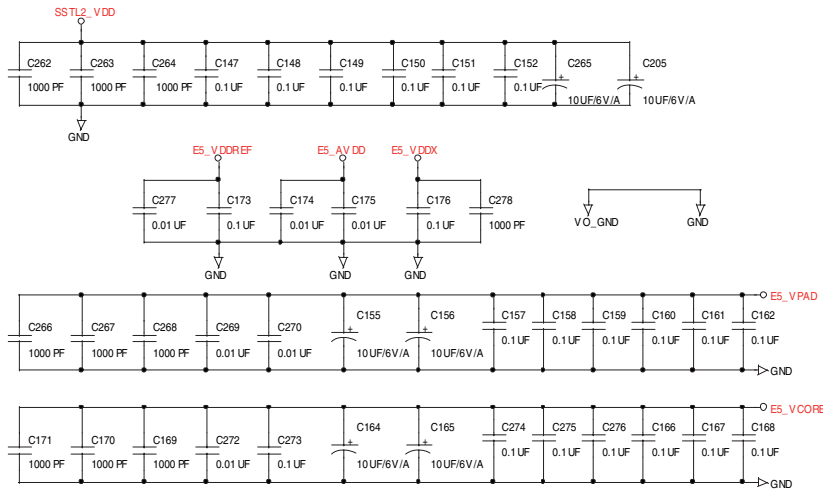 SSTL2_VDD
C262 C263 C264 C147 C148 C149 C150 C151 C152 C265 C205
1000 PF 1000 PF 1000 PF 0.1 UF 0.1 UF 0.1 UF 0.1 UF 0.1 UF 0.1 UF 10UF/6V/A 10UF/6V/A
+ +
GND
E5_VDDREF E5_AVDD E5_VDDX
C277 C173 C174 C175 C176 C278
0.01 UF 0.1 UF 0.01 UF 0.01 UF 0.1 UF 1000 PF
VO_GND GND
GND GND GND
E5_VPAD
C266 C267 C268 C269 C270 C155 C156 C157 C158 C159 C160 C161 C162
+ +
1000 PF 1000 PF 1000 PF 0.01 UF 0.01 UF 10UF/6V/A 10UF/6V/A 0.1 UF 0.1 UF 0.1 UF 0.1 UF 0.1 UF 0.1 UF
GND
E5_VCORE
C171 C170 C169 C272 C273 C164 C165 C274 C275 C276 C166 C167 C168
+ +
1000 PF 1000 PF 1000 PF 0.01 UF 0.1 UF 10UF/6V/A 10UF/6V/A 0.1 UF 0.1 UF 0.1 UF 0.1 UF 0.1 UF 0.1 UF
GND